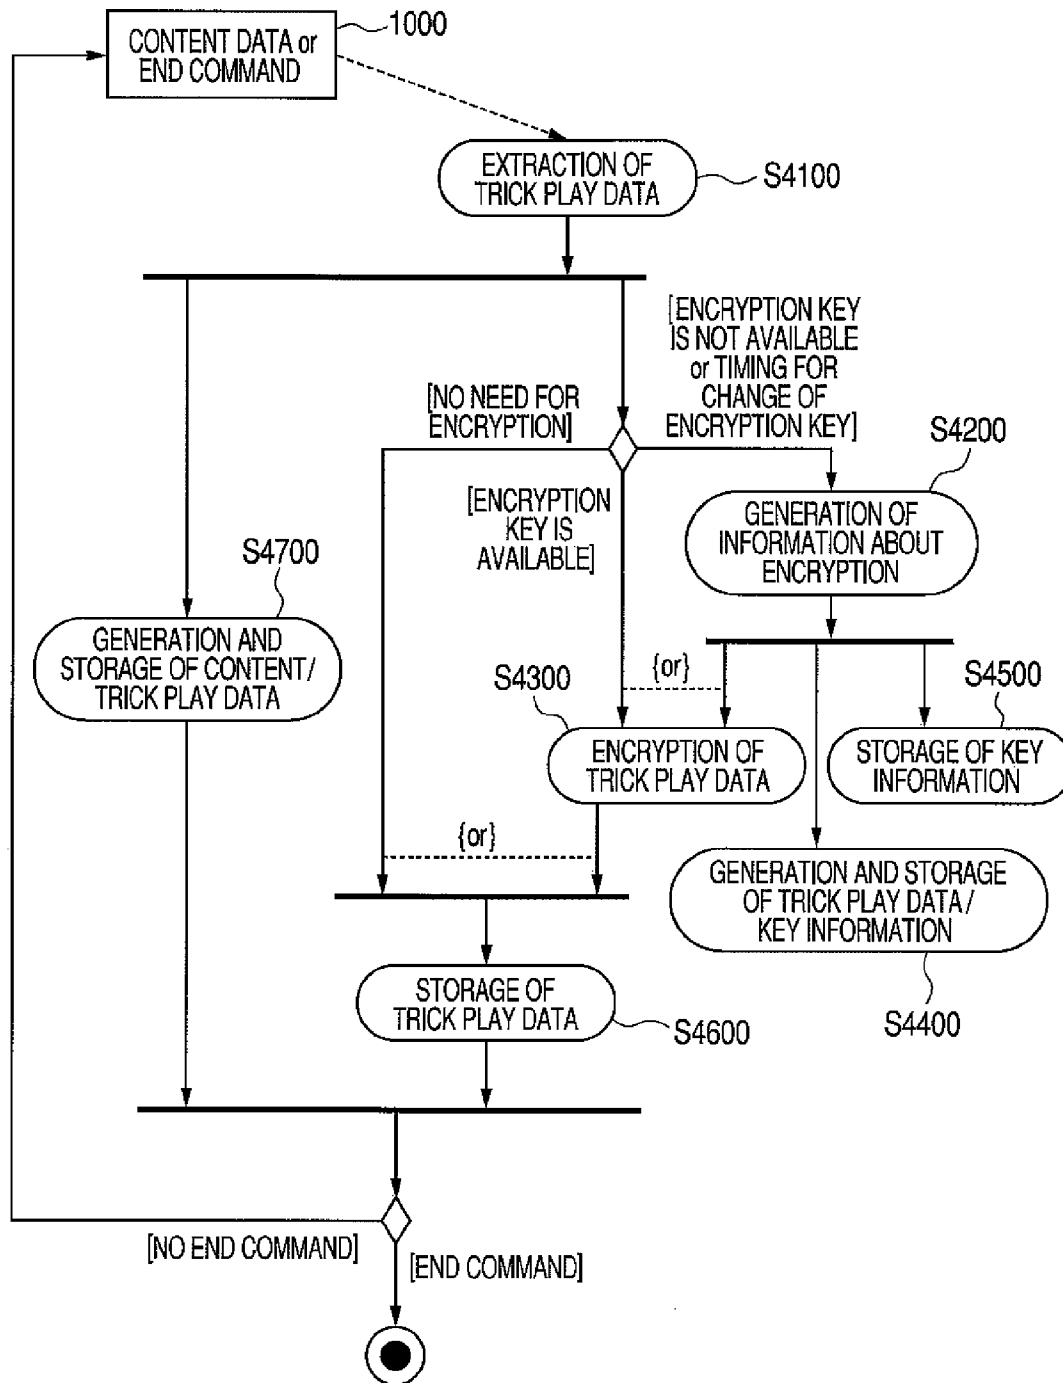 1000
CONTENT DATA or
END COMMAND
EXTRACTION OF
TRICK PLAY DATA
S4100
[ENCRYPTION KEY
IS NOT AVAILABLE
or TIMING FOR
CHANGE OF
ENCRYPTION KEY]
[NO NEED FOR
ENCRYPTION]
S4200
[ENCRYPTION
KEY IS
AVAILABLE]
GENERATION OF
INFORMATION ABOUT
ENCRYPTION
S4700
GENERATION AND
STORAGE OF CONTENT/
TRICK PLAY DATA
S4300
{or}
S4500
ENCRYPTION OF
TRICK PLAY DATA
STORAGE OF KEY
INFORMATION
{or}
GENERATION AND STORAGE
OF TRICK PLAY DATA/
KEY INFORMATION
STORAGE OF
TRICK PLAY DATA
S4600
S4400
[NO END COMMAND]
[END COMMAND]